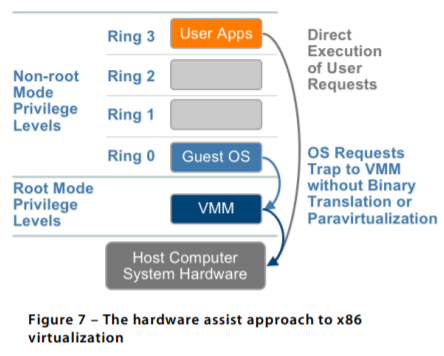 Ring 3
User Apps
Direct
Execution
of User
Requests
Non-root
Mode
Privilege
Levels
Ring 2
Ring 1
Ring 0
Guest OS
OS Requests
Trap to VMM
without Binary
Translation or
Paravirtualization
Root Mode
Privilege
Levels
VMM
Host Computer
System Hardware
Figure 7 – The hardware assist approach to x86
virtualization